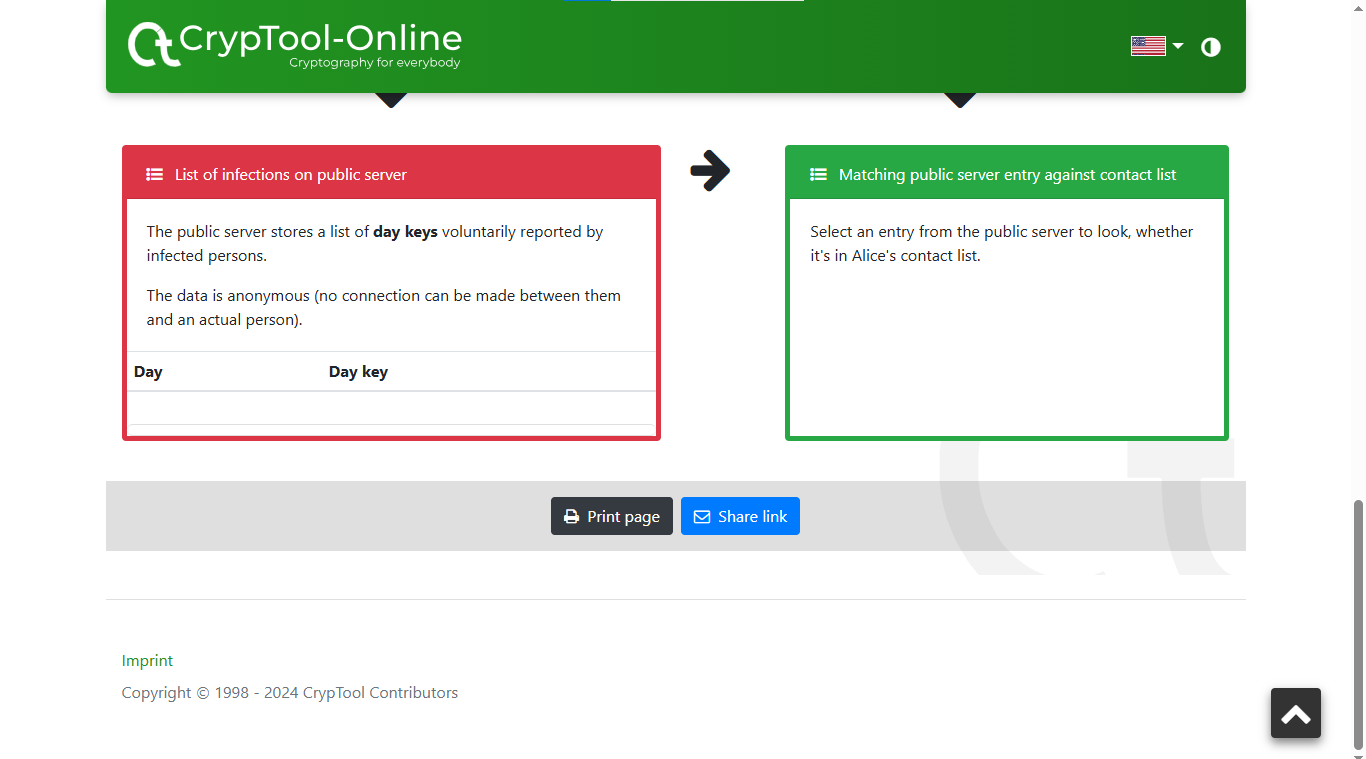 CrypTool-Online
Cryptography for everybody
List of infections on public server
The public server stores a list of day keys voluntarily reported by
infected persons.
The data is anonymous (no connection can be made between them
and an actual person).
Day Day key
Matching public server entry against contact list
Select an entry from the public server to look, whether
it's in Alice's contact list.
Print page Share link
Imprint
Copyright © 1998 - 2024 CrypTool Contributors